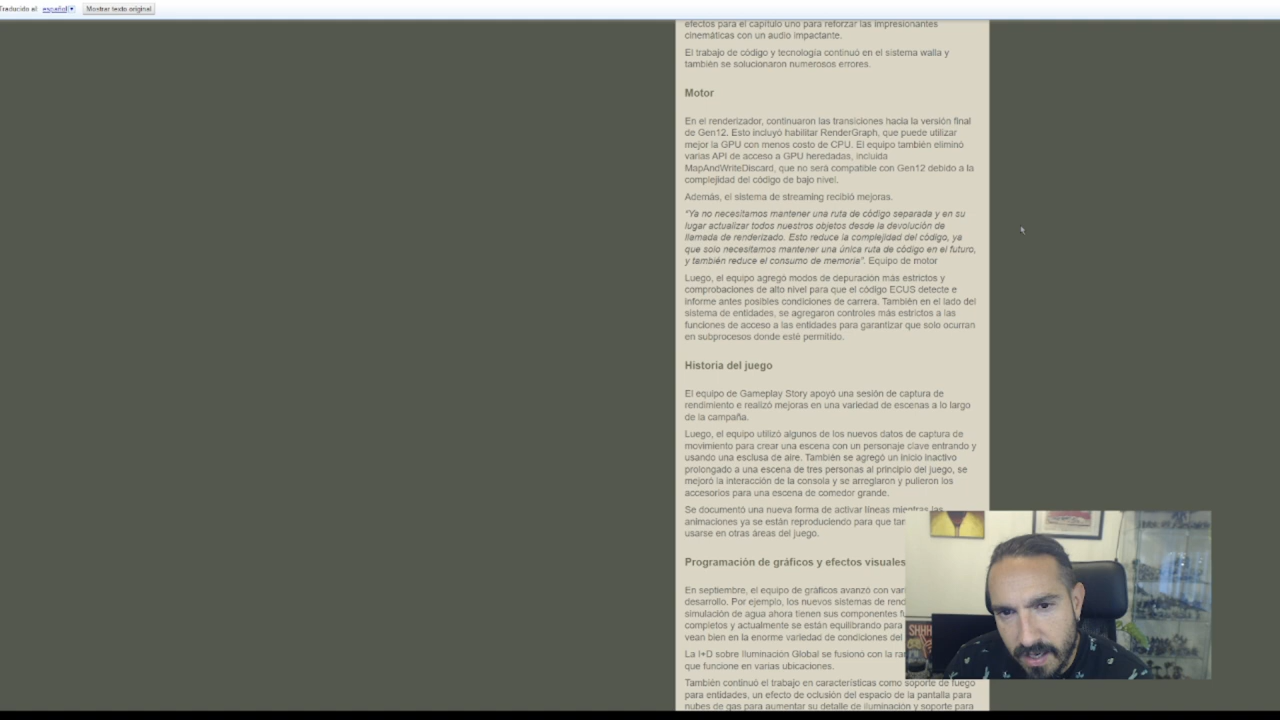 Traducido al: español Mostrar texto original
efectos para el capítulo uno para reforzar las impresionantes
cinemáticas con un audio impactante.
El trabajo de código y tecnología continuó en el sistema walla y
también se solucionaron numerosos errores.
Motor
En el renderizador, continuaron las transiciones hacia la versión final
de Gen12. Esto incluyó habilitar RenderGraph, que puede utilizar
mejor la GPU con menos costo de CPU. El equipo también eliminó
varias API de acceso a GPU heredadas, incluida
MapAndWriteDiscard, que no será compatible con Gen12 debido a la
complejidad del código de bajo nivel.
Además, el sistema de streaming recibió mejoras.
"Ya no necesitamos mantener una ruta de código separada y en su
lugar actualizar todos nuestros objetos desde la devolución de
llamada de renderizado. Esto reduce la complejidad del código, ya
que solo necesitamos mantener una única ruta de código en el futuro,
y también reduce el consumo de memoria". Equipo de motor
Luego, el equipo agregó modos de depuración más estrictos y
comprobaciones de alto nivel para que el código ECUS detecte e
informe antes posibles condiciones de carrera. También en el lado del
sistema de entidades, se agregaron controles más estrictos a las
funciones de acceso a las entidades para garantizar que solo ocurran
en subprocesos donde esté permitido.
Historia del juego
El equipo de Gameplay Story apoyó una sesión de captura de
rendimiento e realizó mejoras en una variedad de escenas a lo largo
de la campaña.
Luego, el equipo utilizó algunos de los nuevos datos de captura de
movimiento para crear una escena con un personaje clave entrando y
usando una esclusa de aire. También se agregó un inicio inactivo
prolongado a una escena de tres personas al principio del juego, se
mejoró la interacción de la consola y se arreglaron y pulieron los
accesorios para una escena de comedor grande.
Se documentó una nueva forma de activar líneas mientras las
animaciones ya se están reproduciendo para que
usarse en otras áreas del juego.
Programación de gráficos y efectos visuales
En septiembre, el equipo de gráficos avanzó con
desarrollo. Por ejemplo, los nuevos sistemas de
simulación de agua ahora tienen sus componentes
completos y actualmente se están equilibrando para
vean bien en la enorme variedad de condiciones del
La I+D sobre Iluminación Global se fusionó con la
que funcione en varias ubicaciones.
También continuó el trabajo en características como soporte de fuego
para entidades, un efecto de oclusión del espacio de la pantalla para
nubes de gas para aumentar su detalle de iluminación y soporte para